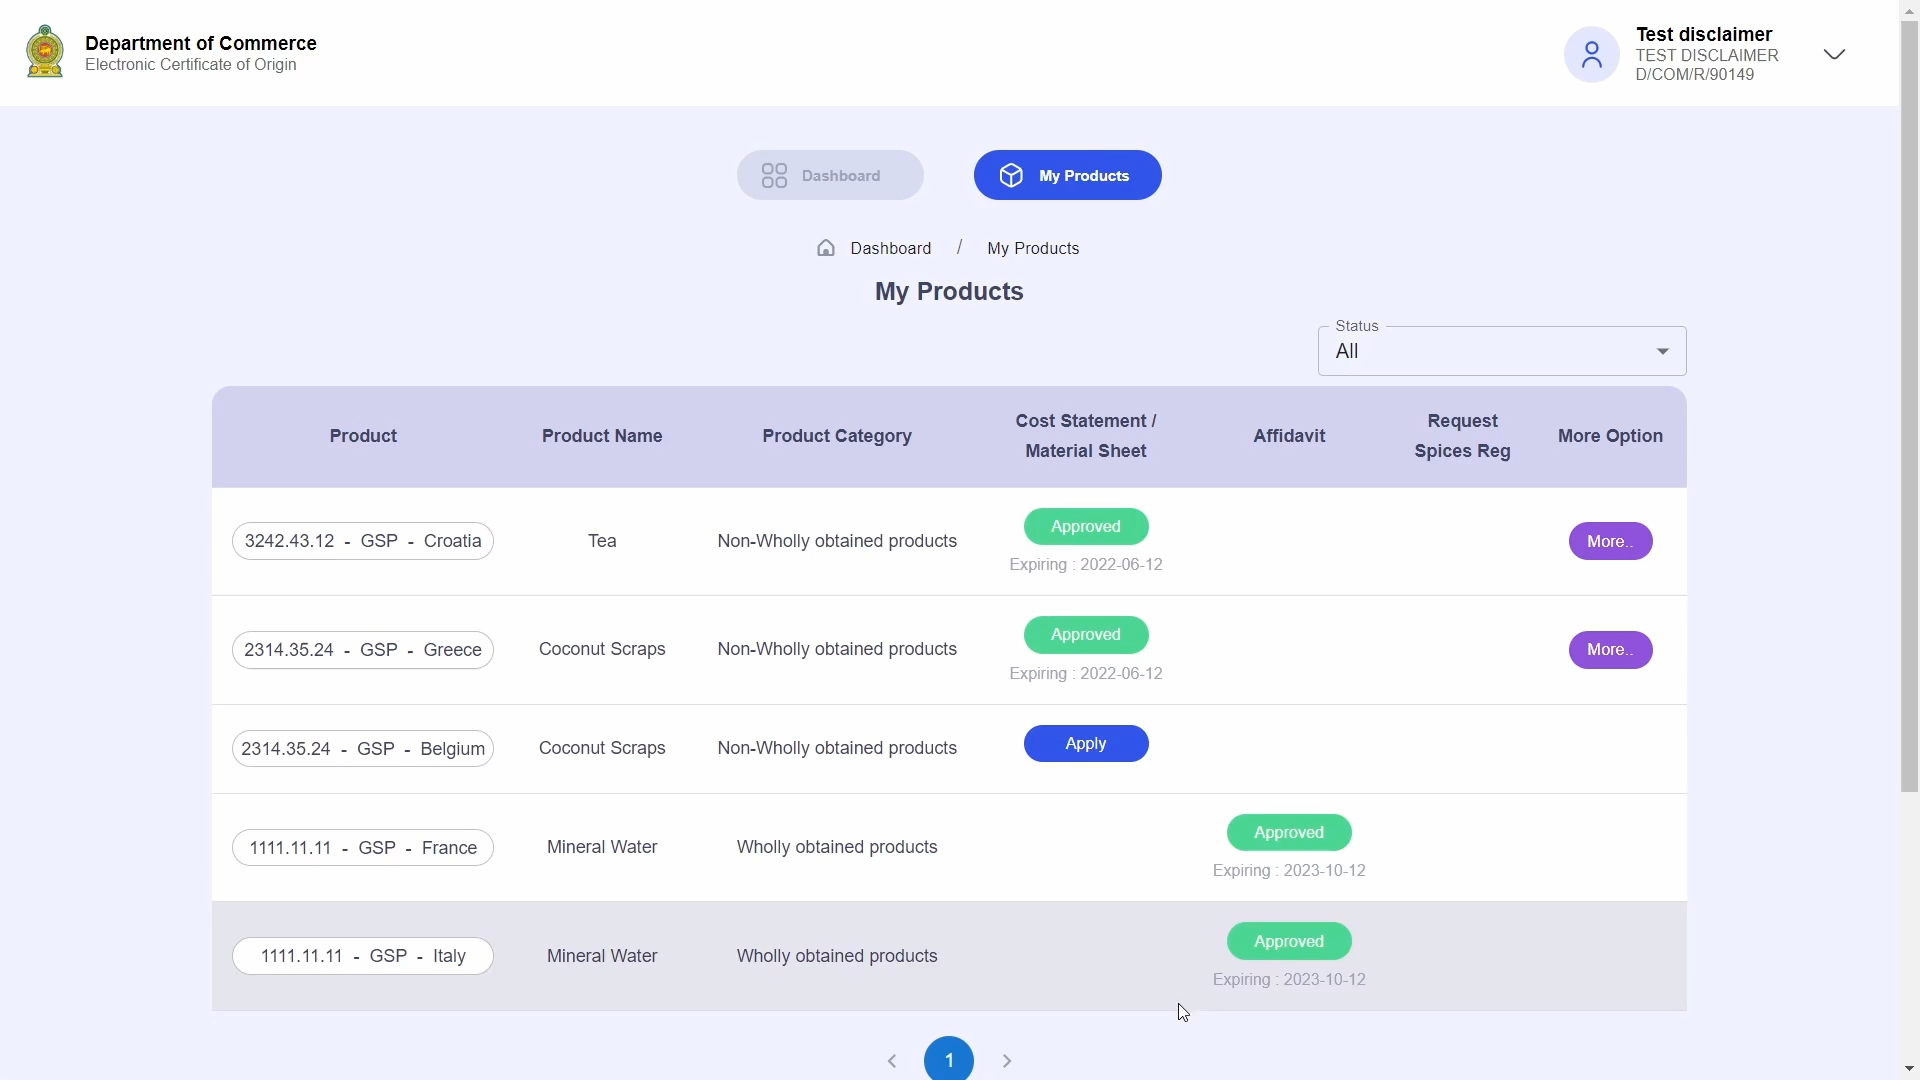 Department of Commerce
Electronic Certificate of Origin
Test disclaimer
TEST DISCLAIMER
D/COM/R/90149
Dashboard
My Products
Dashboard / My Products
My Products
Status
All
Product
Product Name
Product Category
Cost Statement /
Material Sheet
Affidavit
Request
Spices Reg
More Option
3242.43.12 - GSP - Croatia
Tea
Non-Wholly obtained products
Approved
Expiring : 2022-06-12
More..
2314.35.24 - GSP - Greece
Coconut Scraps
Non-Wholly obtained products
Approved
Expiring : 2022-06-12
More..
2314.35.24 - GSP - Belgium
Coconut Scraps
Non-Wholly obtained products
Apply
1111.11.11 - GSP - France
Mineral Water
Wholly obtained products
Approved
Expiring : 2023-10-12
1111.11.11 - GSP - Italy
Mineral Water
Wholly obtained products
Approved
Expiring : 2023-10-12
1